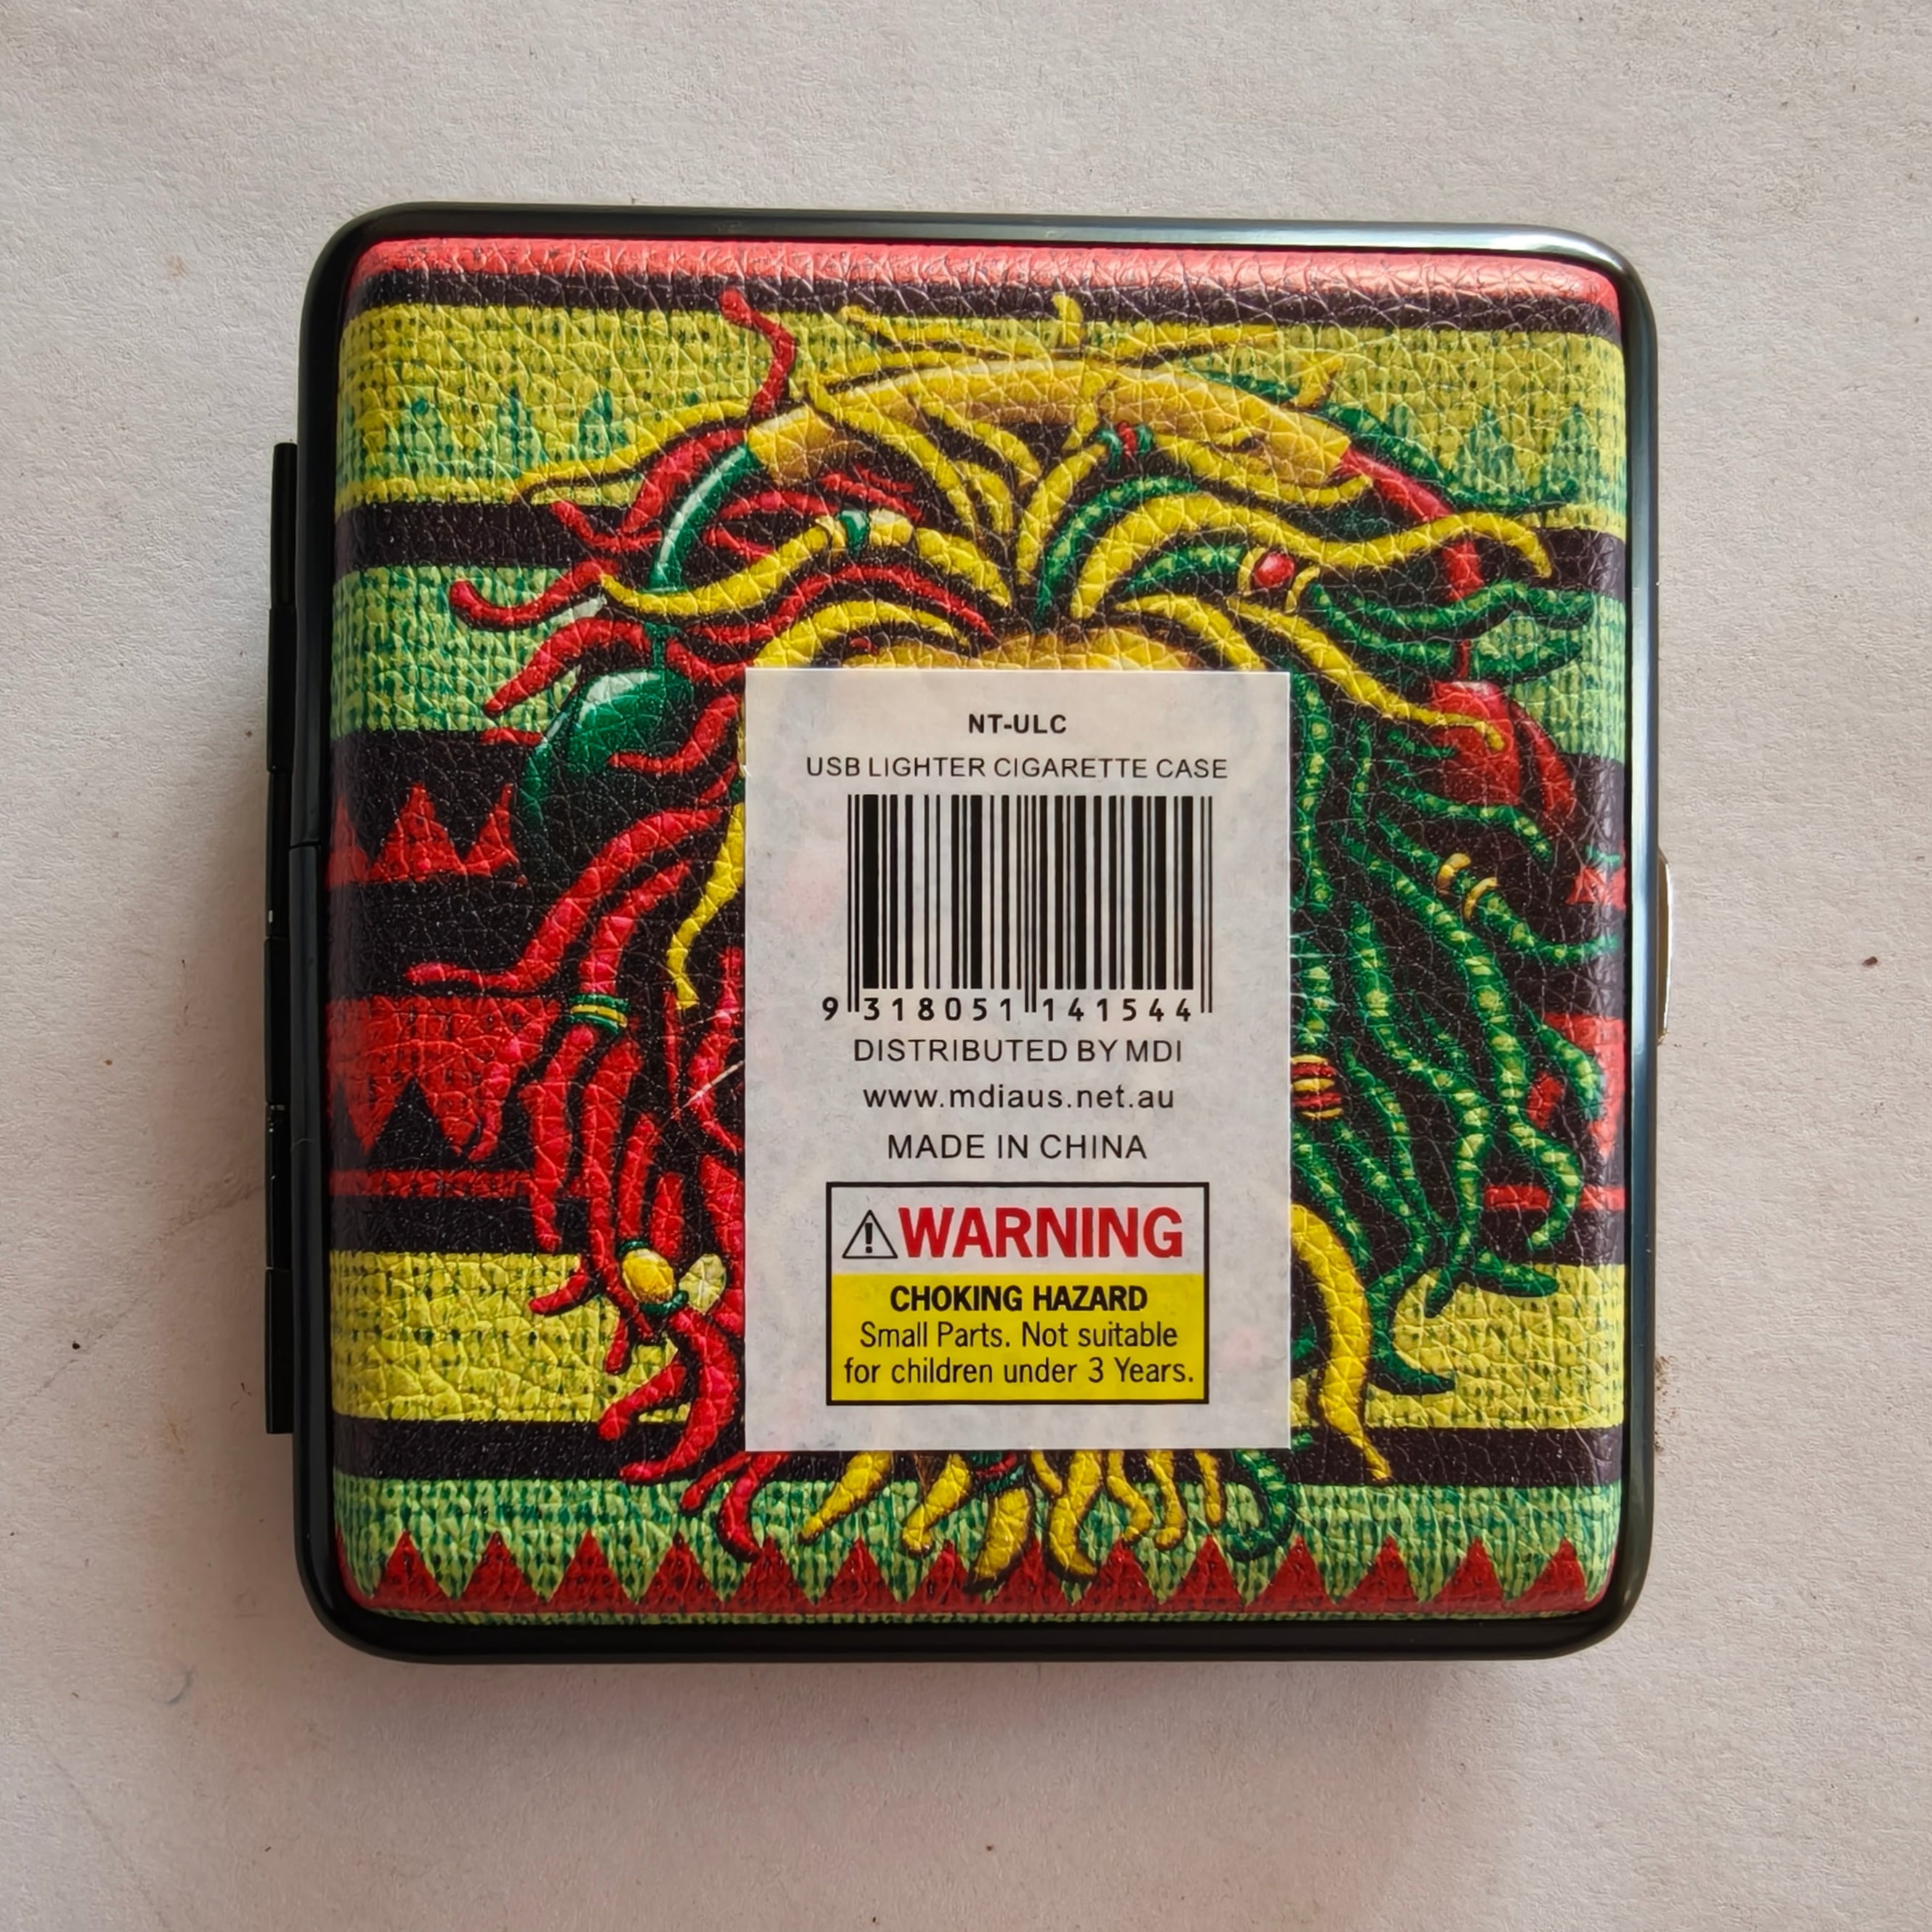 NT-ULC
USB LIGHTER CIGARETTE CASE
9 318051 141544
DISTRIBUTED BY MDI
www.mdiaus.net.au
MADE IN CHINA
WARNING
CHOKING HAZARD
Small Parts. Not suitable
for children under 3 Years.